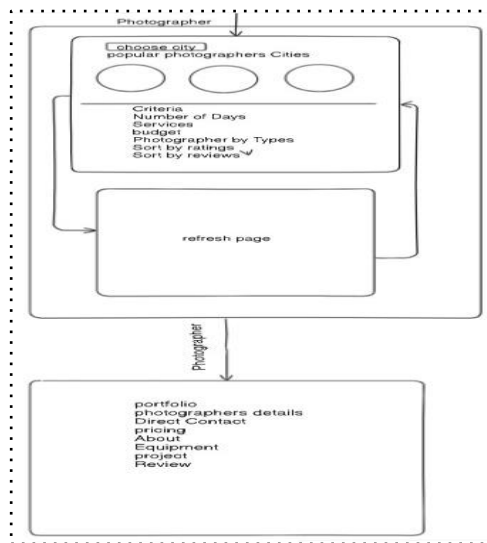 Photographer
choose city
popular photographers Cities
Criteria
Number of Days
Services
budget
Photographer by Types
Sort by ratings
Sort by reviews
refresh page
Photographer
portfolio
photographers details
Direct Contact
pricing
About
Equipment
project
Review